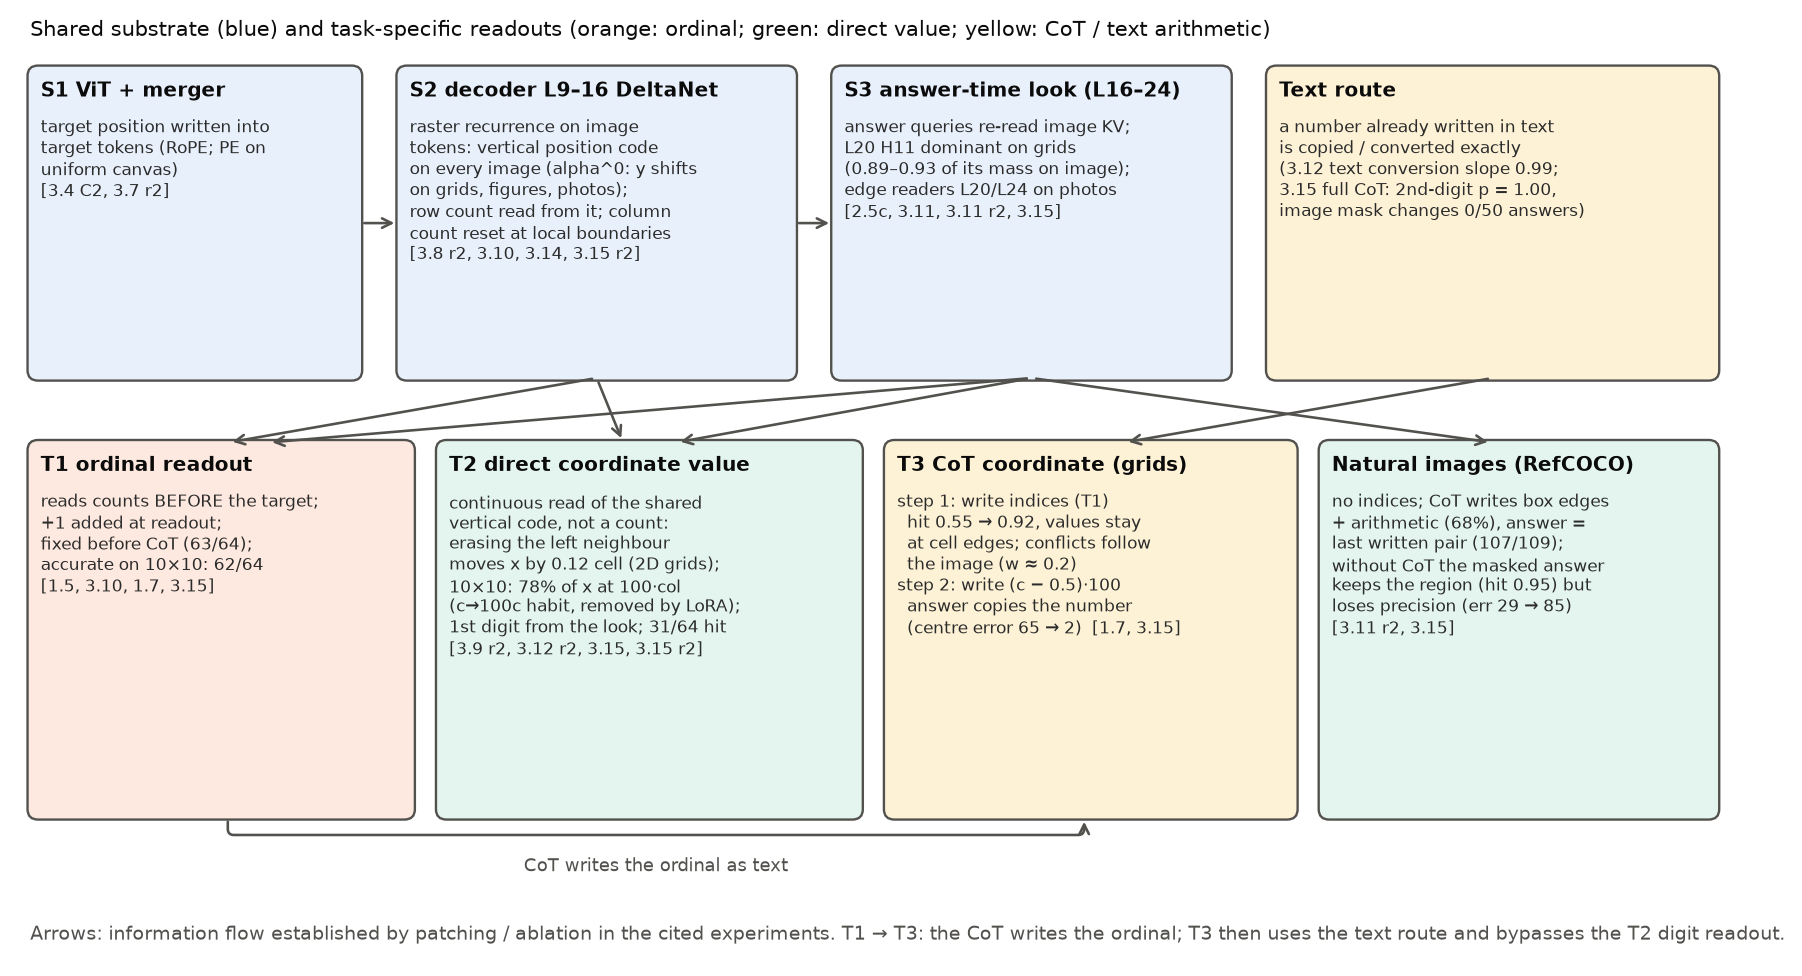 Shared substrate (blue) and task-specific readouts (orange: ordinal; green: direct value; yellow: CoT / text arithmetic)
S1 ViT + merger
target position written into
target tokens (RoPE; PE on
uniform canvas)
[3.4 C2, 3.7 r2]
S2 decoder L9–16 DeltaNet
raster recurrence on image
tokens: vertical position code
on every image (alpha^0: y shifts
on grids, figures, photos);
row count read from it; column
count reset at local boundaries
[3.8 r2, 3.10, 3.14, 3.15 r2]
S3 answer-time look (L16–24)
answer queries re-read image KV;
L20 H11 dominant on grids
(0.89–0.93 of its mass on image);
edge readers L20/L24 on photos
[2.5c, 3.11, 3.11 r2, 3.15]
Text route
a number already written in text
is copied / converted exactly
(3.12 text conversion slope 0.99;
3.15 full CoT: 2nd-digit p = 1.00,
image mask changes 0/50 answers)
T1 ordinal readout
reads counts BEFORE the target;
+1 added at readout;
fixed before CoT (63/64);
accurate on 10×10: 62/64
[1.5, 3.10, 1.7, 3.15]
T2 direct coordinate value
continuous read of the shared
vertical code, not a count:
erasing the left neighbour
moves x by 0.12 cell (2D grids);
10×10: 78% of x at 100·col
(c→100c habit, removed by LoRA);
1st digit from the look; 31/64 hit
[3.9 r2, 3.12 r2, 3.15, 3.15 r2]
T3 CoT coordinate (grids)
step 1: write indices (T1)
hit 0.55 → 0.92, values stay
at cell edges; conflicts follow
the image (w ≈ 0.2)
step 2: write (c − 0.5)·100
answer copies the number
(centre error 65 → 2) [1.7, 3.15]
Natural images (RefCOCO)
no indices; CoT writes box edges
+ arithmetic (68%), answer =
last written pair (107/109);
without CoT the masked answer
keeps the region (hit 0.95) but
loses precision (err 29 → 85)
[3.11 r2, 3.15]
CoT writes the ordinal as text
Arrows: information flow established by patching / ablation in the cited experiments. T1 → T3: the CoT writes the ordinal; T3 then uses the text route and bypasses the T2 digit readout.